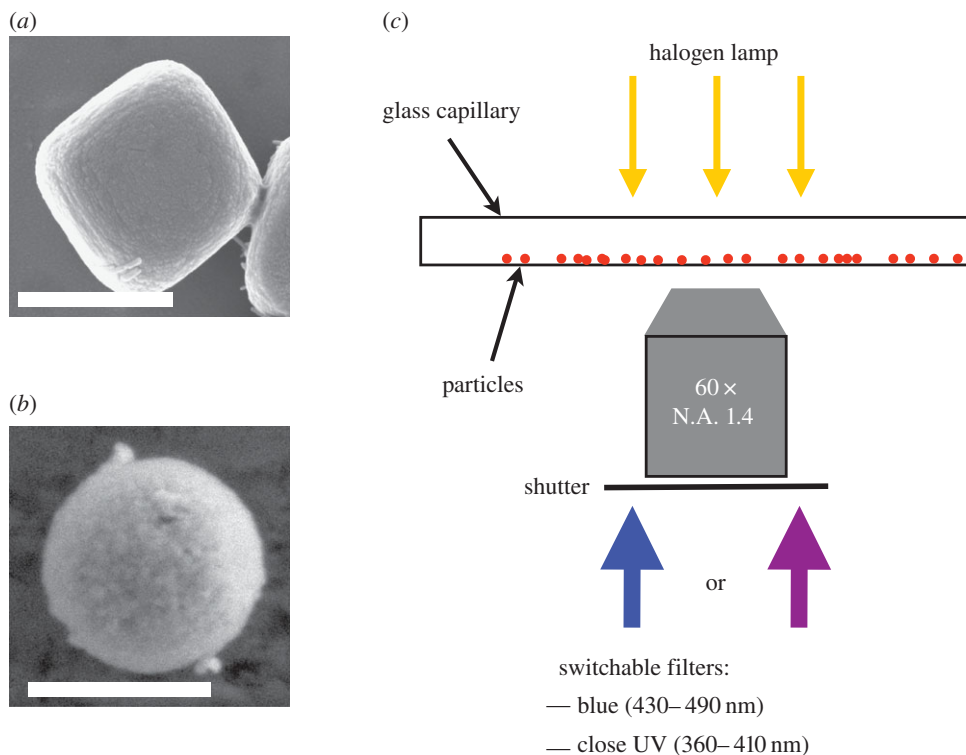 (a)
(b)
(c)
halogen lamp
glass capillary
particles
60 ×
N.A. 1.4
shutter
or
switchable filters:
— blue (430–490 nm)
— close UV (360–410 nm)